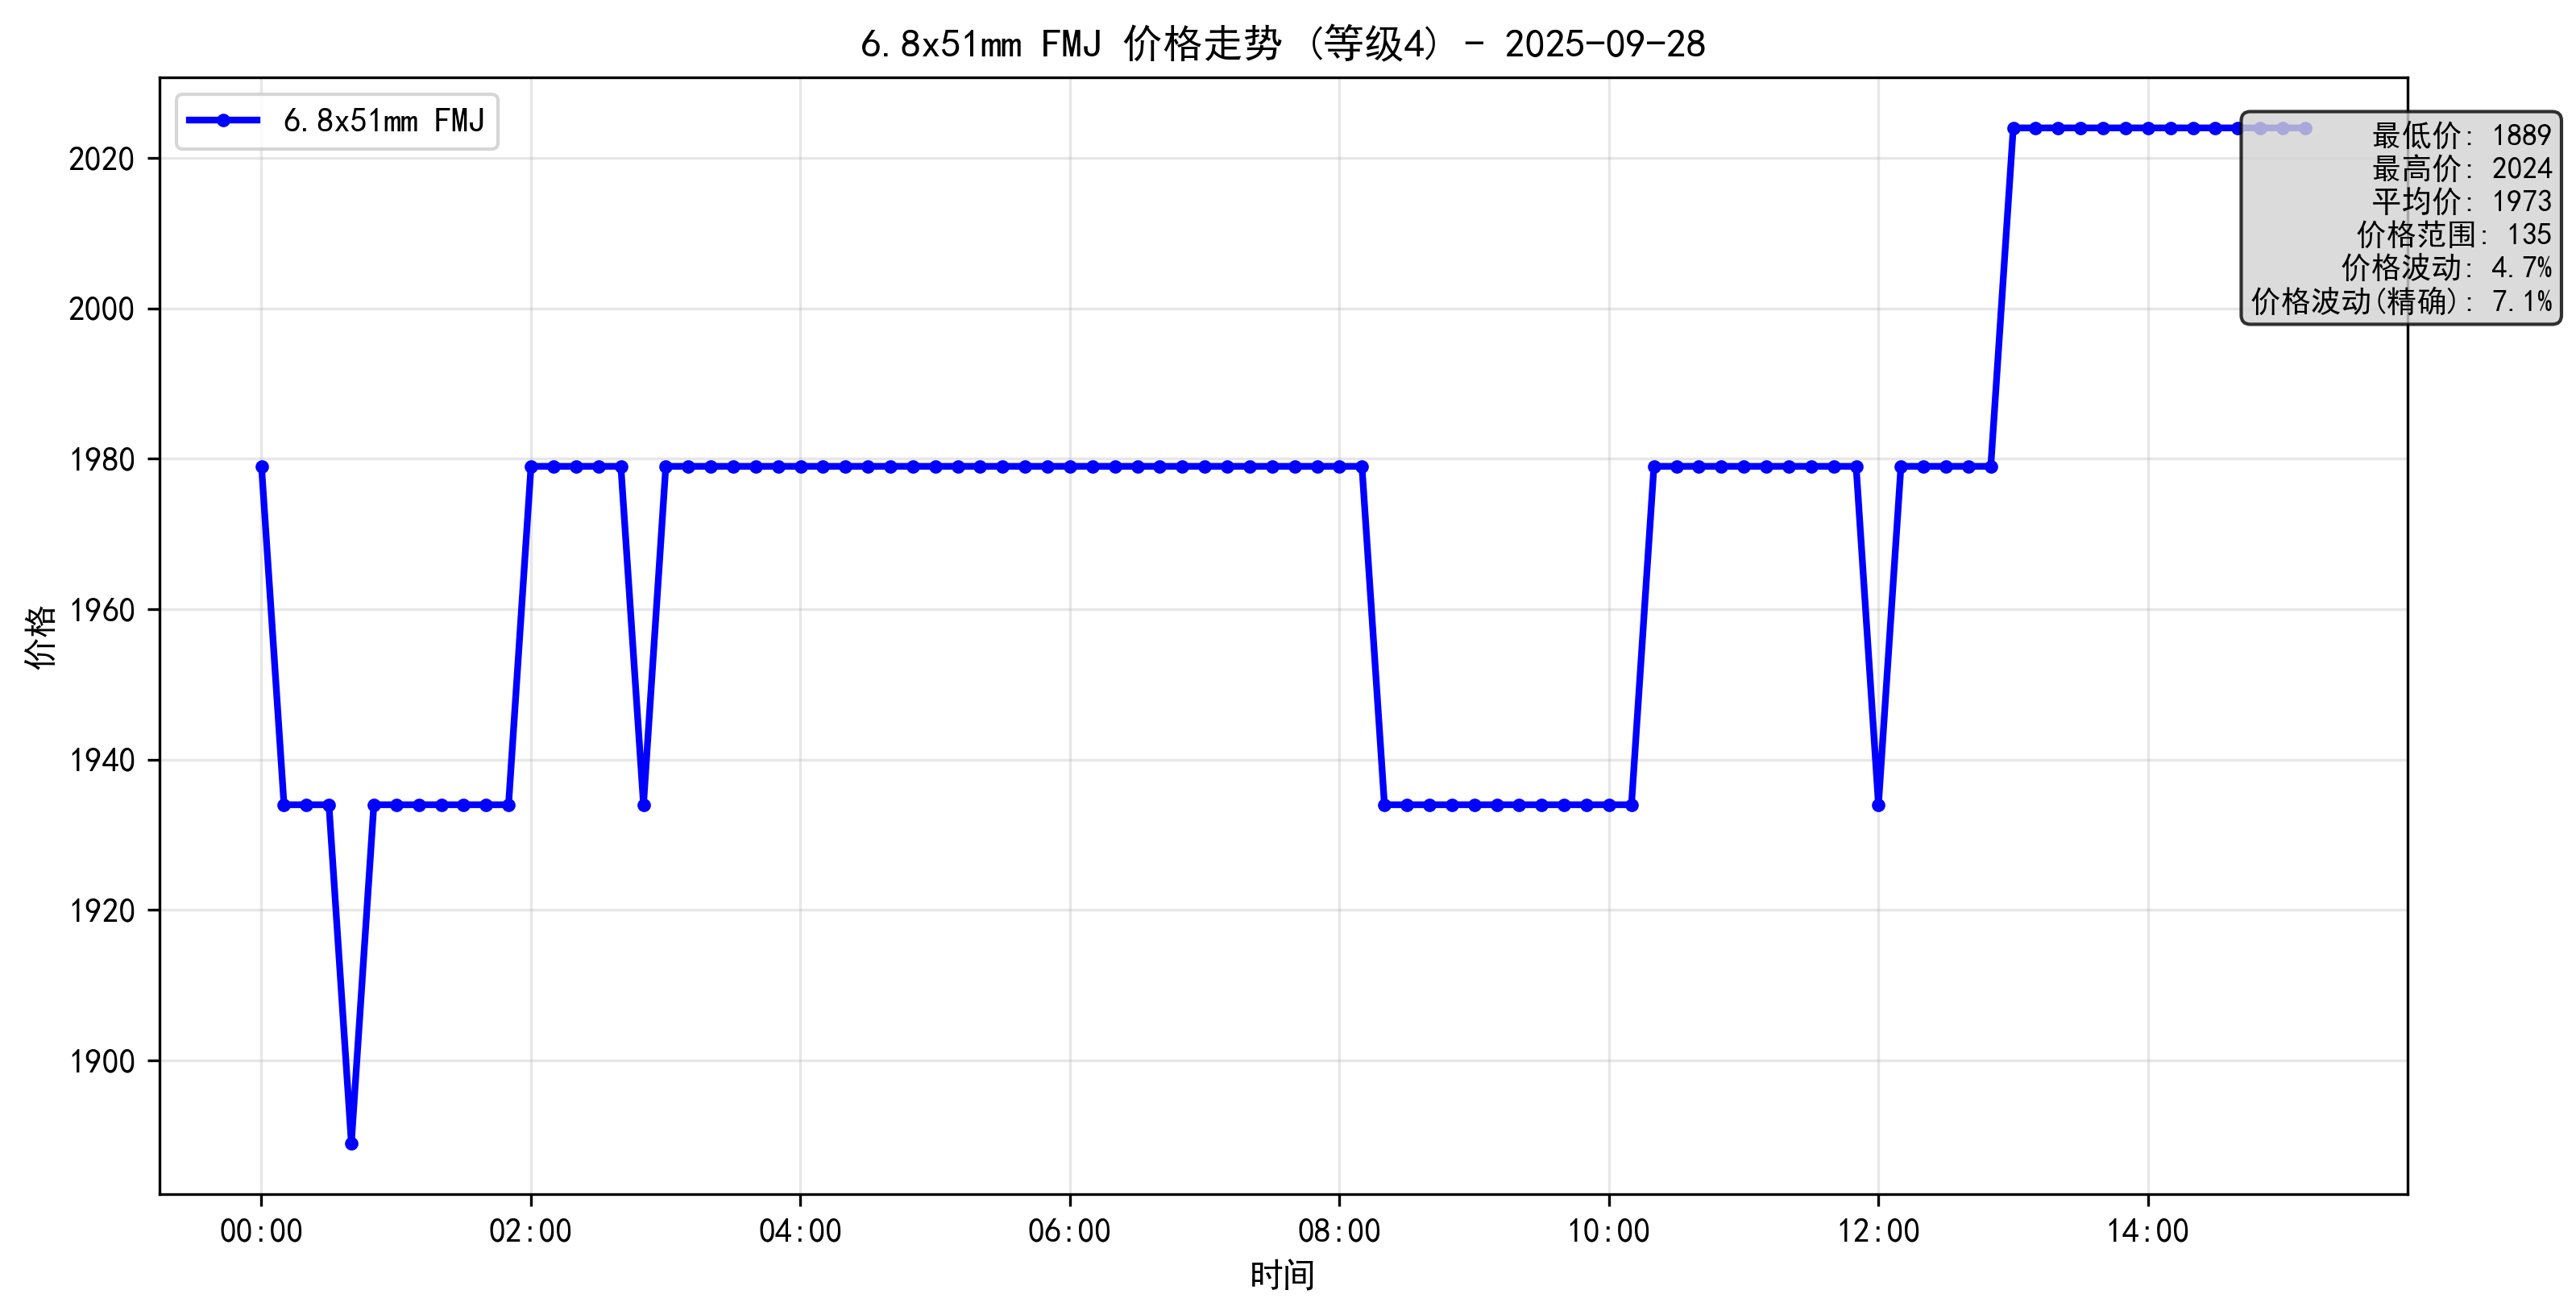 6.8x51mm FMJ 价格走势 (等级4) - 2025-09-28
6.8x51mm FMJ
最低价: 1889
最高价: 2024
平均价: 1973
价格范围: 135
价格波动: 4.7%
价格波动(精确): 7.1%
2020
2000
1980
1960
1940
1920
1900
价格
00:00 02:00 04:00 06:00 08:00 10:00 12:00 14:00
时间